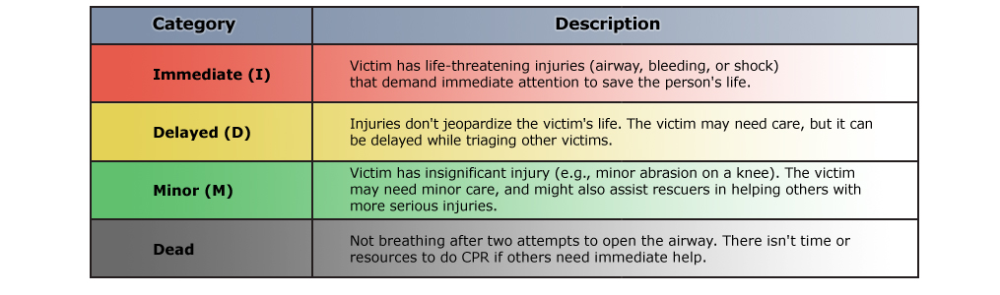 Category
Description
Immediate (I)
Victim has life-threatening injuries (airway, bleeding, or shock)
that demand immediate attention to save the person's life.
Delayed (D)
Injuries don't jeopardize the victim's life. The victim may need care, but it can
be delayed while triaging other victims.
Minor (M)
Victim has insignificant injury (e.g., minor abrasion on a knee). The victim
may need minor care, and might also assist rescuers in helping others with
more serious injuries.
Dead
Not breathing after two attempts to open the airway. There isn't time or
resources to do CPR if others need immediate help.